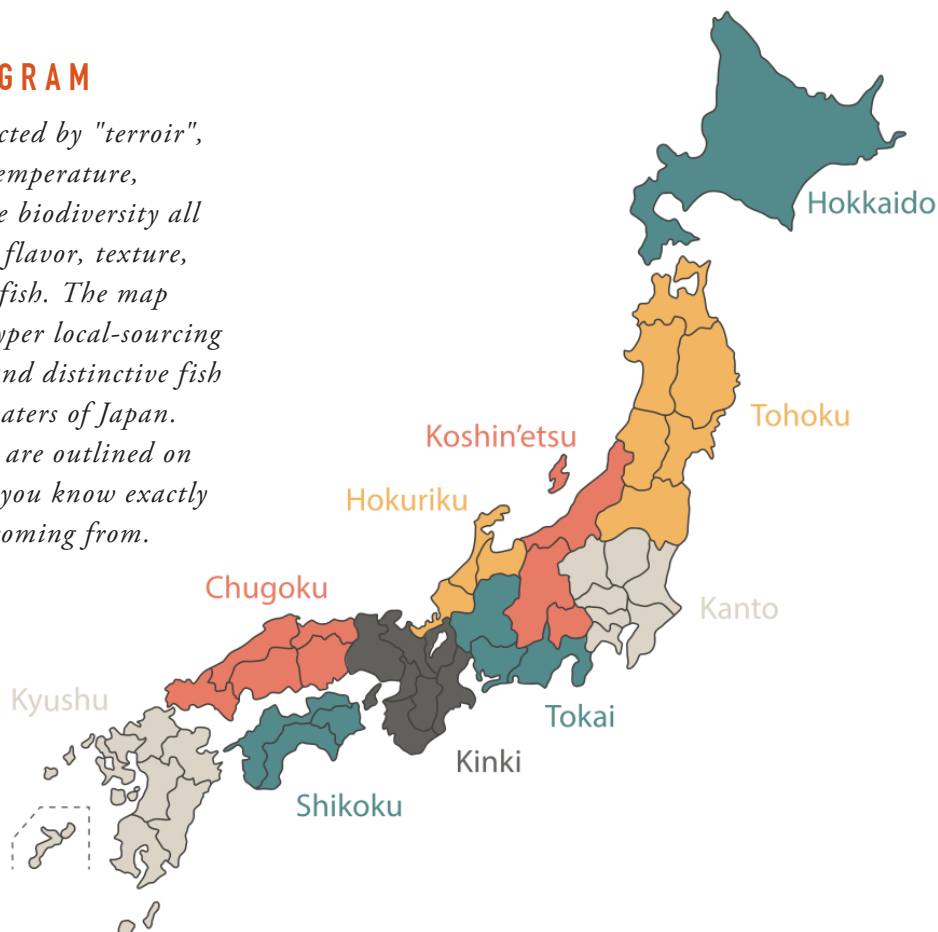 GRAM
cted by "terroir",
emperature,
e biodiversity all
flavor, texture,
fish. The map
yper local-sourcing
nd distinctive fish
aters of Japan.
are outlined on
you know exactly
oming from.
Hokkaido
Tohoku
Koshin'etsu
Hokuriku
Chugoku
Kanto
Kyushu
Tokai
Kinki
Shikoku